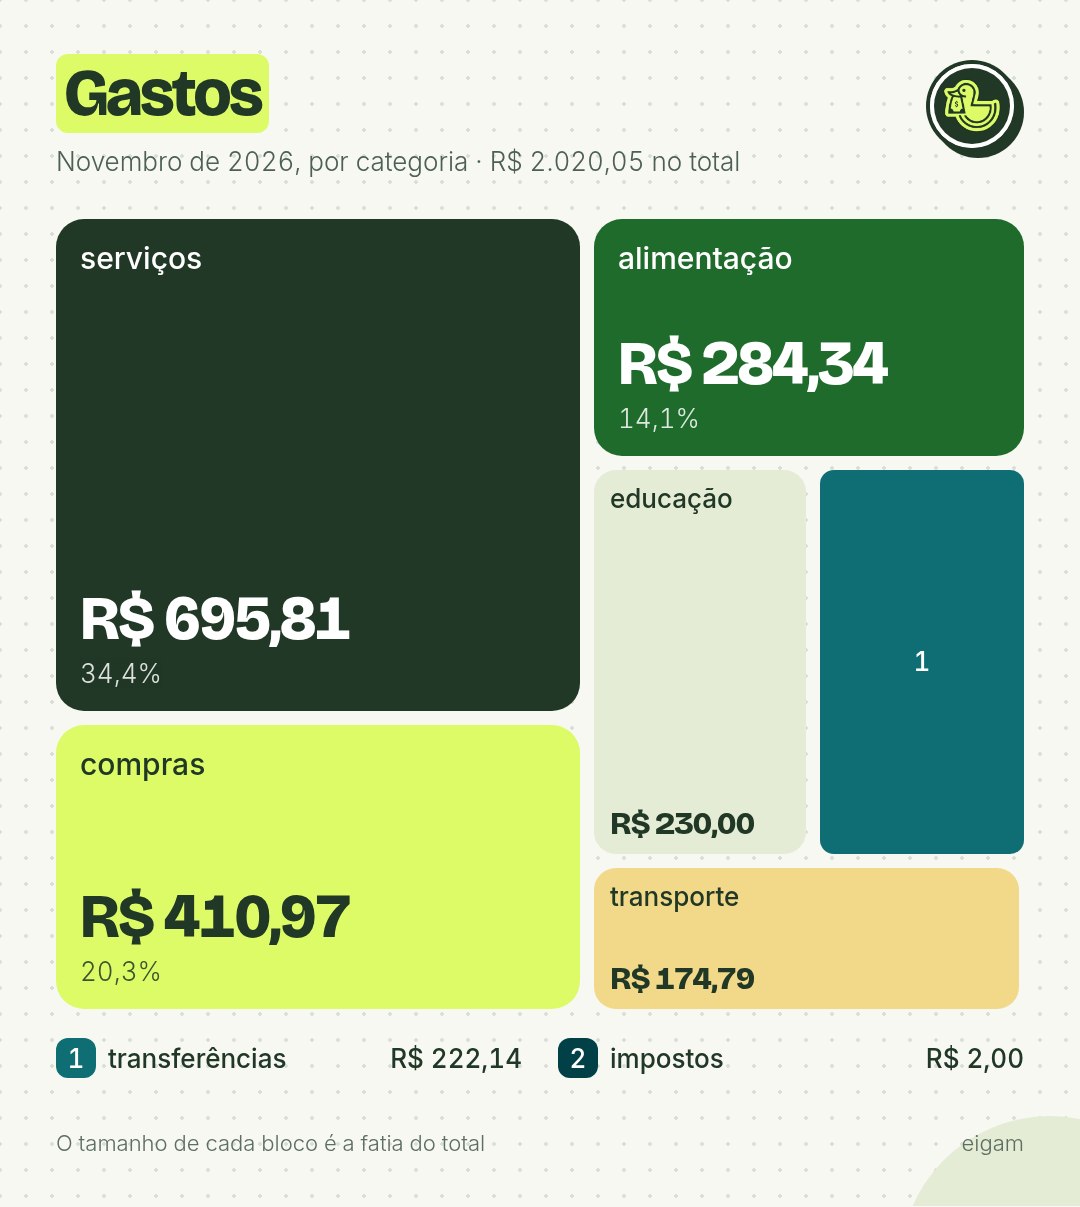 Gastos
Novembro de 2026, por categoria · R$ 2.020,05 no total
serviços
R$ 695,81
34,4%
alimentação
R$ 284,34
14,1%
compras
R$ 410,97
20,3%
educação
R$ 230,00
1
transporte
R$ 174,79
1 transferências R$ 222,14 2 impostos R$ 2,00
O tamanho de cada bloco é a fatia do total
eigam